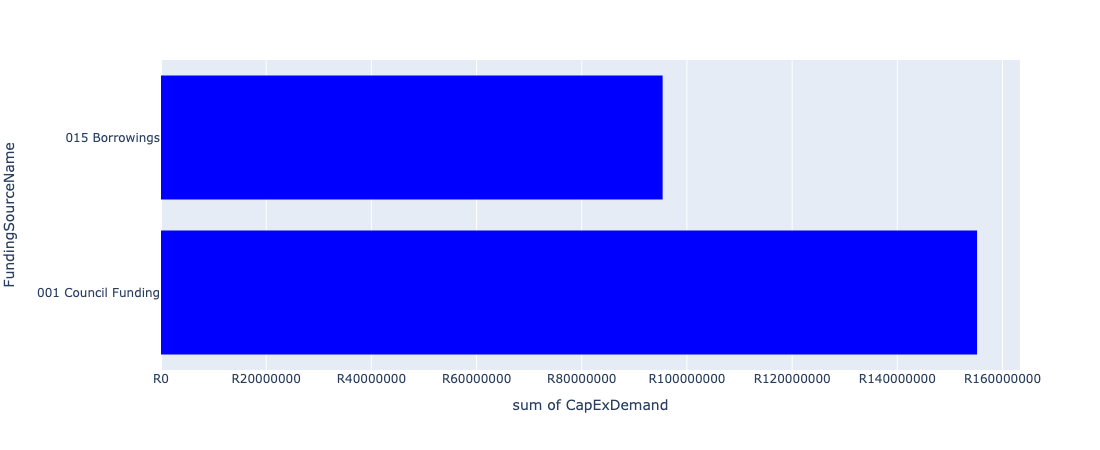 FundingSourceName
015 Borrowings
001 Council Funding
R0
R20000000
R40000000
R60000000
R80000000
R100000000
R120000000
R140000000
R160000000
sum of CapExDemand